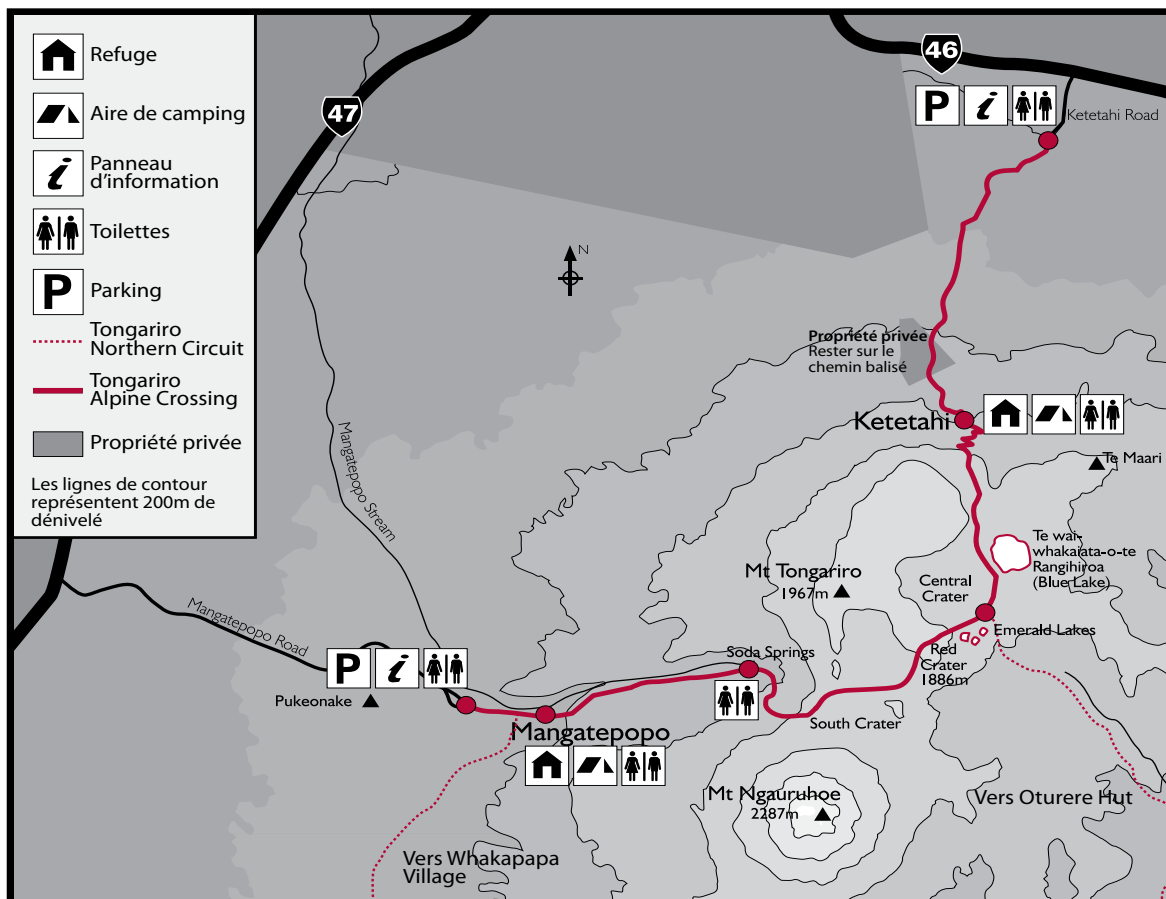 Refuge
Aire de camping
Panneau
d'information
Toilettes
P
Parking
Tongariro
Northern Circuit
Tongariro
Alpine Crossing
Propriété privée
Les lignes de contour
représentent 200m de
dénivelé
47
46
P i
Ketetahi Road
N
Propriété privée
Rester sur le
chemin balisé
Ketetahi
Te Maari
Mangatepopo Stream
Te wai-
whakaiata-o-te
Rangihiroa
(Blue Lake)
Mt Tongariro
1967m
Central
Crater
Emerald Lakes
Red
Crater
1886m
Mangatepopo Road
Soda Springs
P i
Pukeonake
South Crater
Mangatepopo
Mt Ngauruhoe
2287m
Vers Oturere Hut
Vers Whakapapa
Village